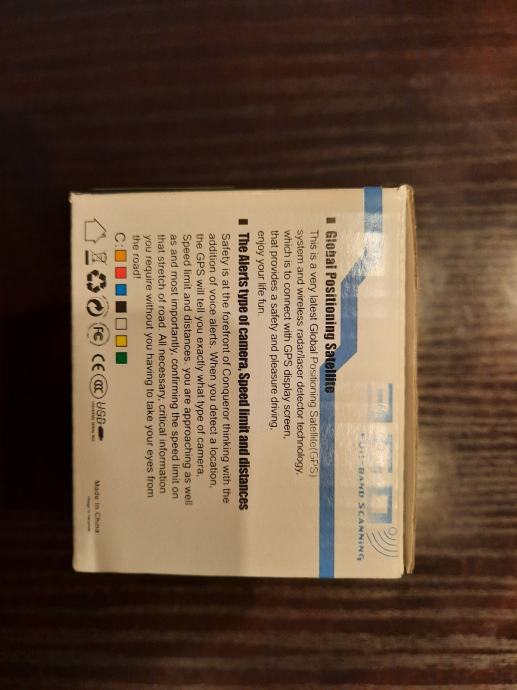 BAND SCANNING
Global Positioning Satellite
This is a very latest Global Positioning Satellite(GPS)
system and wireless radar/laser detector technology,
which is to connect with GPS display screen,
that provides a safety and pleasure driving,
enjoy your life fun.
The Alerts type of camera, Speed limit and distances
Safety is at the forefront of Conqueror thinking with the
addition of voice alerts. When you detect a location,
the GPS will tell you exactly what type of camera,
Speed limit and distances you are approaching as well
as and most importantly, confirming the speed limit on
that stretch of road. All necessary, critical information
you require without you having to take your eyes from
the road!
C:
FC CE CCC USB
Made in China